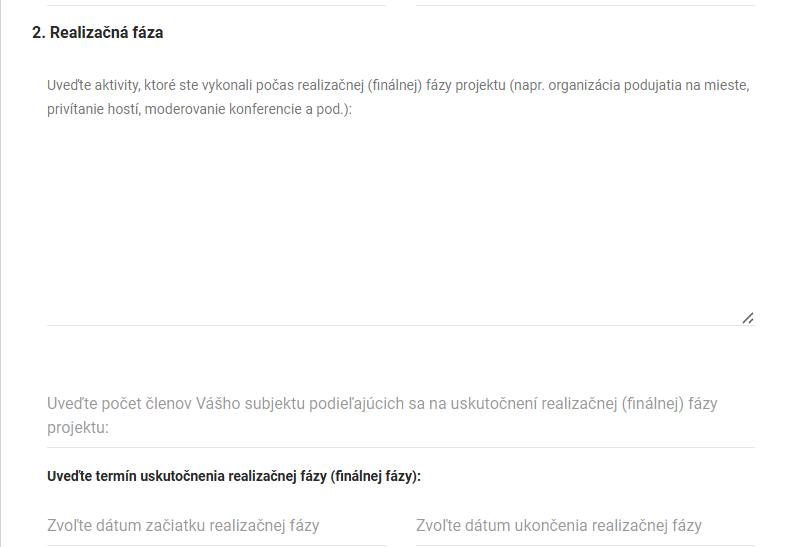 2. Realizačná fáza
Uveďte aktivity, ktoré ste vykonali počas realizačnej (finálnej) fázy projektu (napr. organizácia podujatia na mieste,
privítanie hostí, moderovanie konferencie a pod.):
Uveďte počet členov Vášho subjektu podieľajúcich sa na uskutočnení realizačnej (finálnej) fázy
projektu:
Uveďte termín uskutočnenia realizačnej fázy (finálnej fázy):
Zvoľte dátum začiatku realizačnej fázy Zvoľte dátum ukončenia realizačnej fázy